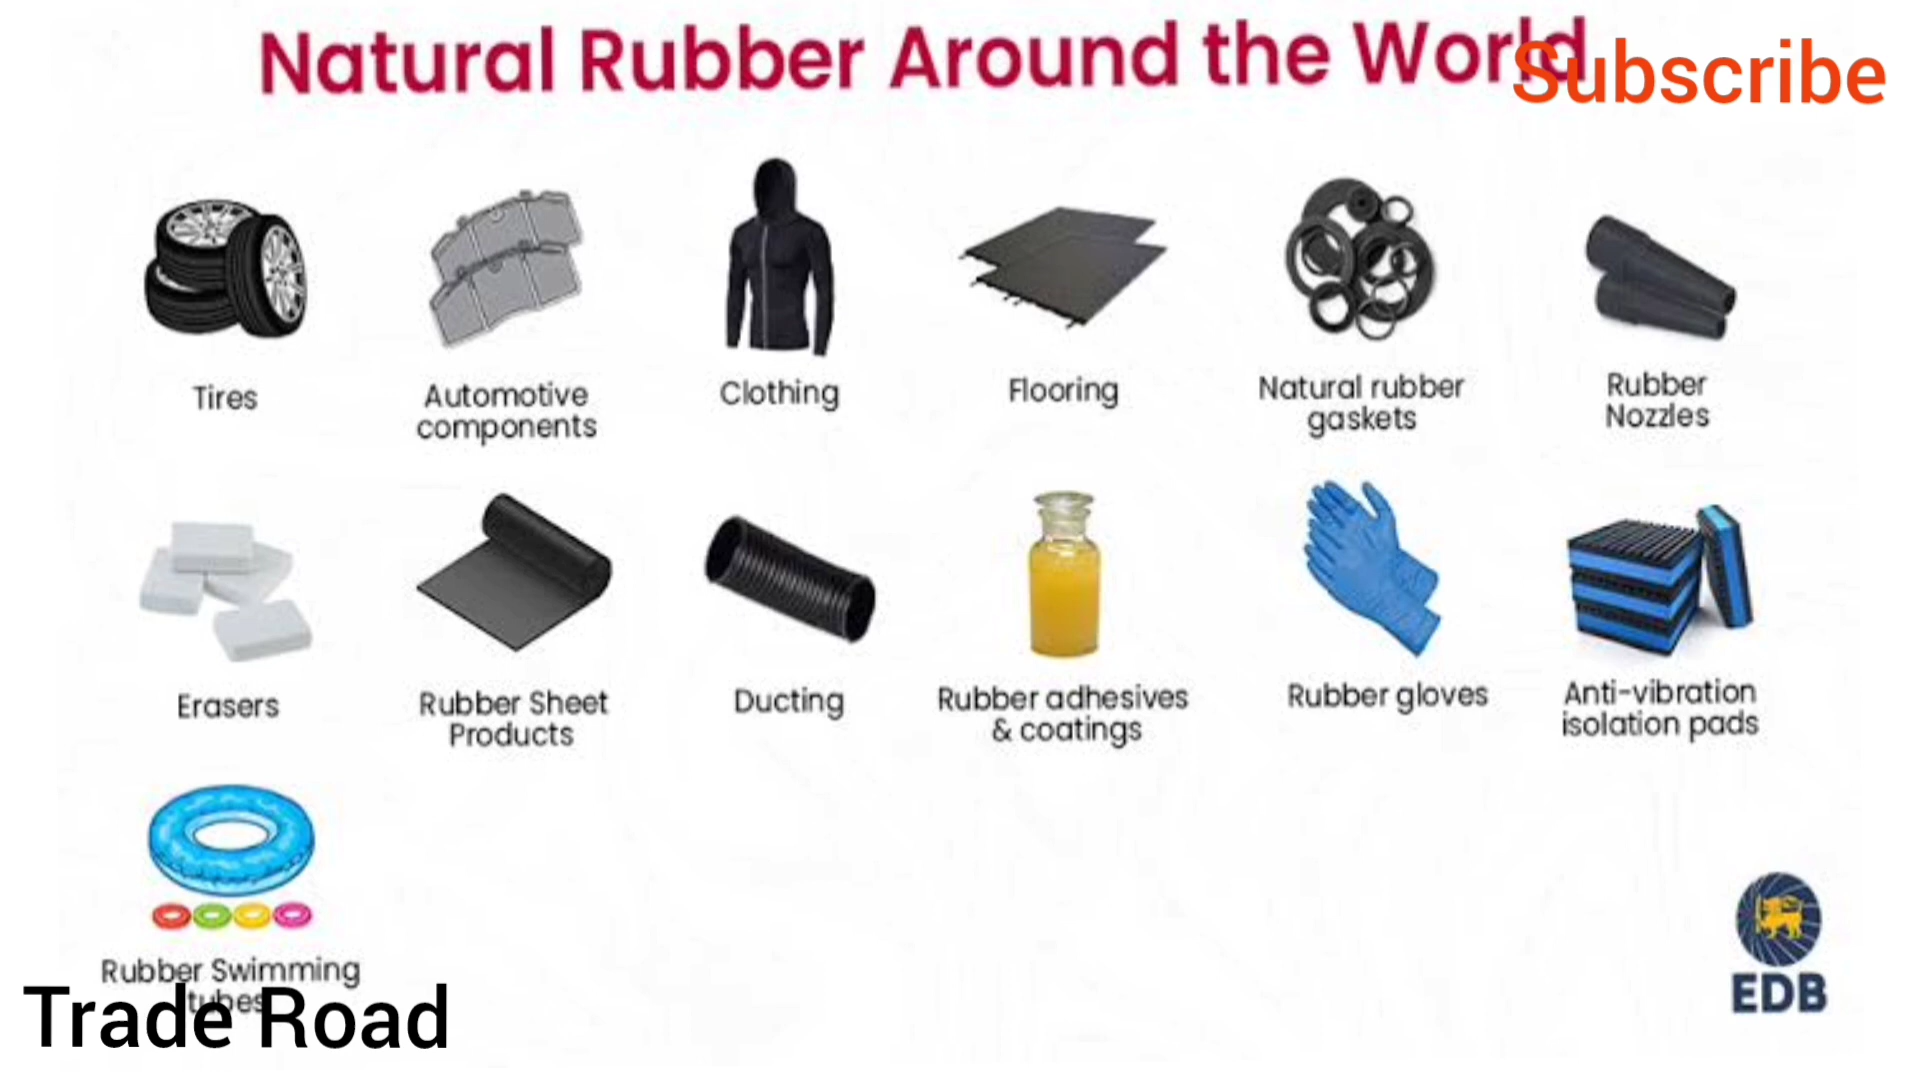 Natural Rubber Around the World
Subscribe
Tires
Automotive
components
Clothing
Flooring
Natural rubber
gaskets
Rubber
Nozzles
Erasers
Rubber Sheet
Products
Ducting
Rubber adhesives
& coatings
Rubber gloves
Anti-vibration
isolation pads
Rubber Swimming
tubes
Trade Road
EDB